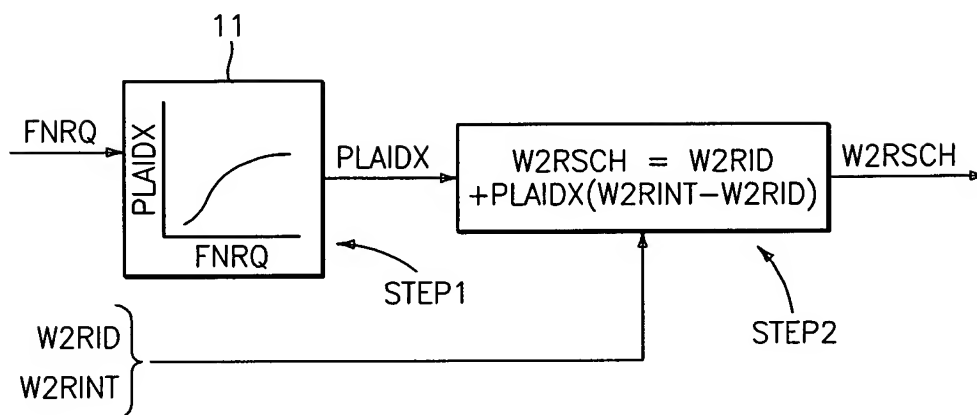 11
FNRQ
PLAIDX
FNRQ
PLAIDX
W2RSCH = W2RID
+PLAIDX(W2RINT-W2RID)
W2RSCH
STEP1
STEP2
W2RID
W2RINT